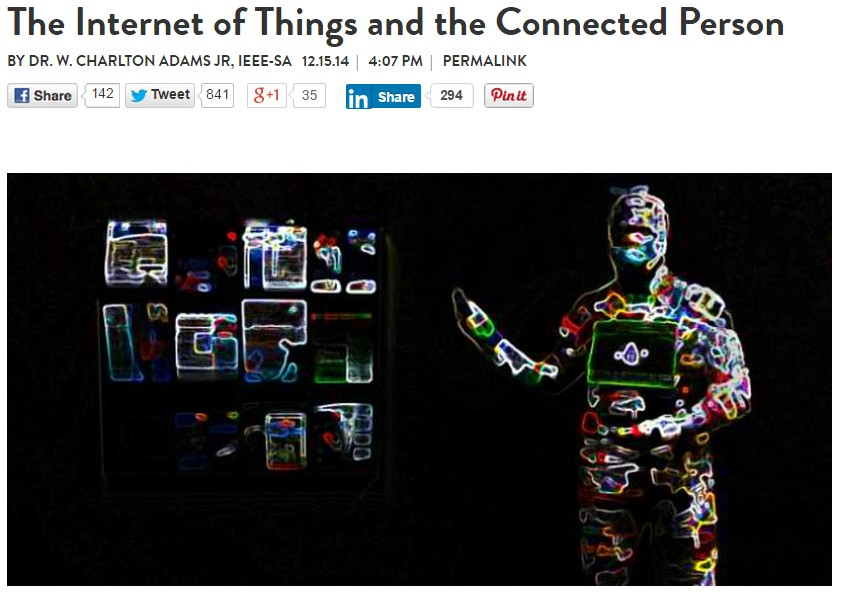 The Internet of Things and the Connected Person
BY DR. W. CHARLTON ADAMS JR, IEEE-SA 12.15.14 | 4:07 PM | PERMALINK
Share 142 Tweet 841 g+1 35 in Share 294 Pin it